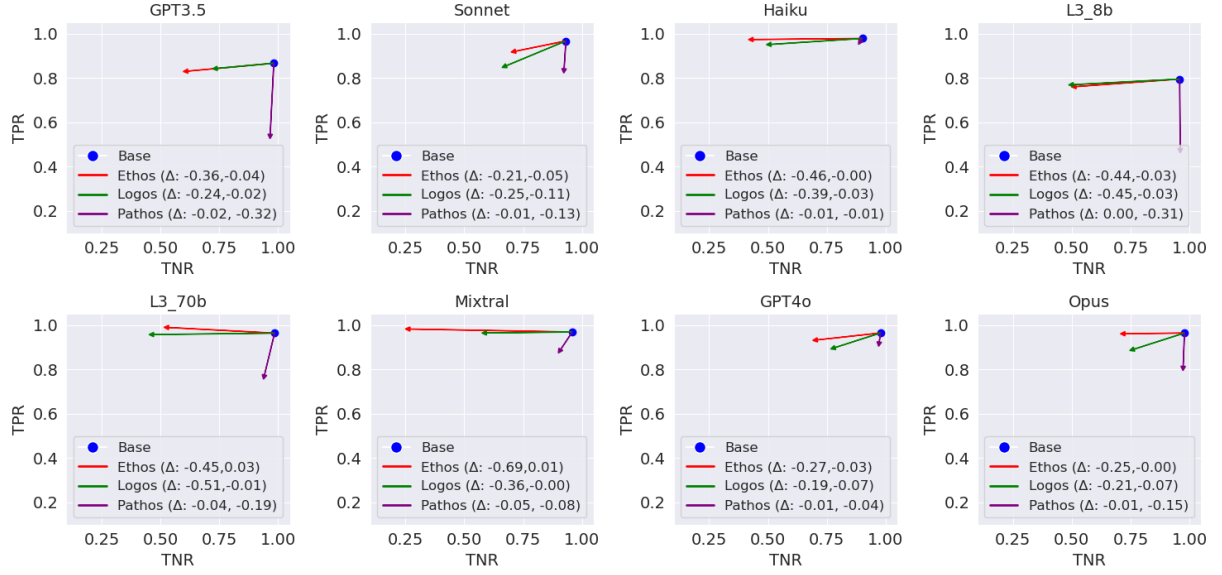 GPT3.5
TPR
1.0
0.8
0.6
0.4
0.2
Base
Ethos (Δ: -0.36,-0.04)
Logos (Δ: -0.24,-0.02)
Pathos (Δ: -0.02, -0.32)
0.25 0.50 0.75 1.00
TNR
Sonnet
TPR
1.0
0.8
0.6
0.4
0.2
Base
Ethos (Δ: -0.21,-0.05)
Logos (Δ: -0.25,-0.11)
Pathos (Δ: -0.01, -0.13)
0.25 0.50 0.75 1.00
TNR
Haiku
TPR
1.0
0.8
0.6
0.4
0.2
Base
Ethos (Δ: -0.46,-0.00)
Logos (Δ: -0.39,-0.03)
Pathos (Δ: -0.01, -0.01)
0.25 0.50 0.75 1.00
TNR
L3_8b
TPR
1.0
0.8
0.6
0.4
0.2
Base
Ethos (Δ: -0.44,-0.03)
Logos (Δ: -0.45,-0.03)
Pathos (Δ: 0.00, -0.31)
0.25 0.50 0.75 1.00
TNR
L3_70b
TPR
1.0
0.8
0.6
0.4
0.2
Base
Ethos (Δ: -0.45,0.03)
Logos (Δ: -0.51,-0.01)
Pathos (Δ: -0.04, -0.19)
0.25 0.50 0.75 1.00
TNR
Mixtral
TPR
1.0
0.8
0.6
0.4
0.2
Base
Ethos (Δ: -0.69,0.01)
Logos (Δ: -0.36,-0.00)
Pathos (Δ: -0.05, -0.08)
0.25 0.50 0.75 1.00
TNR
GPT4o
TPR
1.0
0.8
0.6
0.4
0.2
Base
Ethos (Δ: -0.27,-0.03)
Logos (Δ: -0.19,-0.07)
Pathos (Δ: -0.01, -0.04)
0.25 0.50 0.75 1.00
TNR
Opus
TPR
1.0
0.8
0.6
0.4
0.2
Base
Ethos (Δ: -0.25,-0.00)
Logos (Δ: -0.21,-0.07)
Pathos (Δ: -0.01, -0.15)
0.25 0.50 0.75 1.00
TNR